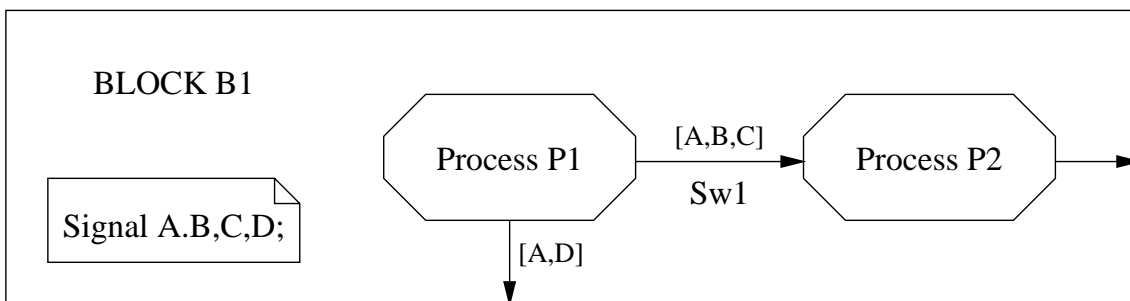 BLOCK B1
[A,B,C]
Process P1
Process P2
Sw1
Signal A.B,C,D;
[A,D]